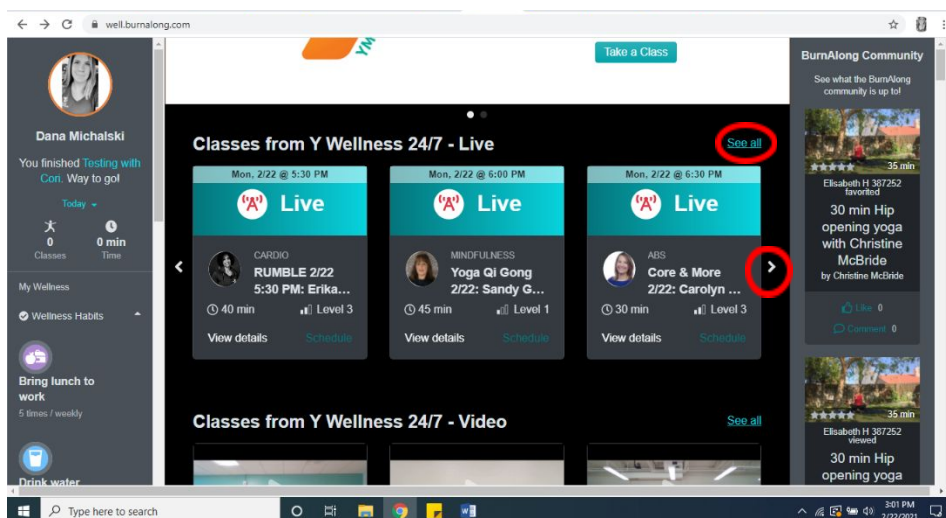 well.burnalong.com
YM
Take a Class
Dana Michalski
You finished Testing with
Cori. Way to go!
Today
0
Classes
0 min
Time
My Wellness
Wellness Habits
Bring lunch to
work
5 times / weekly
Drink water
Classes from Y Wellness 24/7 - Live
See all
Mon, 2/22 @ 5:30 PM
Live
CARDIO
RUMBLE 2/22
5:30 PM: Erika...
40 min
Level 3
View details
Schedule
Mon, 2/22 @ 6:00 PM
Live
MINDFULNESS
Yoga Qi Gong
2/22: Sandy G...
45 min
Level 1
View details
Schedule
Mon, 2/22 @ 6:30 PM
Live
ABS
Core & More
2/22: Carolyn ...
30 min
Level 3
View details
Schedule
Classes from Y Wellness 24/7 - Video
See all
BurnAlong Community
See what the BurnAlong
community is up to!
35 min
Elisabeth H 387252
favorited
30 min Hip
opening yoga
with Christine
McBride
by Christine McBride
Like 0
Comment 0
35 min
Elisabeth H 387252
viewed
30 min Hip
opening yoga
Type here to search
3:01 PM
2/22/2021